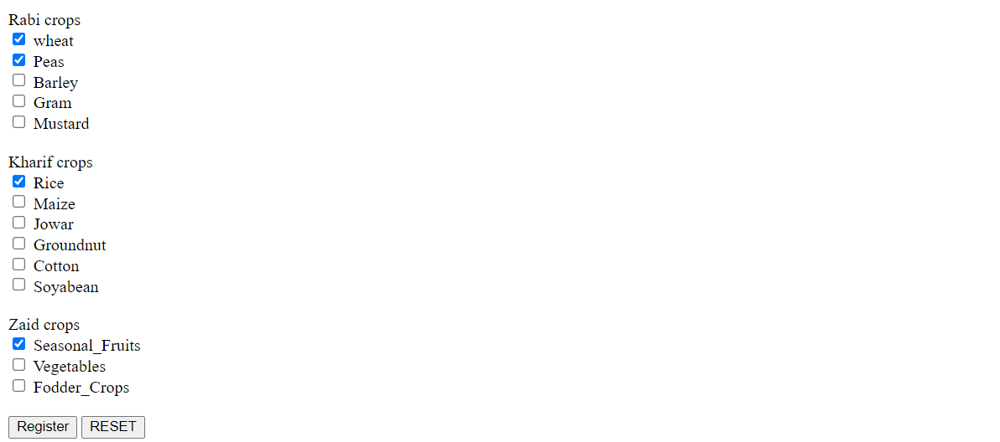 Rabi crops
wheat
Peas
Barley
Gram
Mustard
Kharif crops
Rice
Maize
Jowar
Groundnut
Cotton
Soyabean
Zaid crops
Seasonal_Fruits
Vegetables
Fodder_Crops
Register RESET